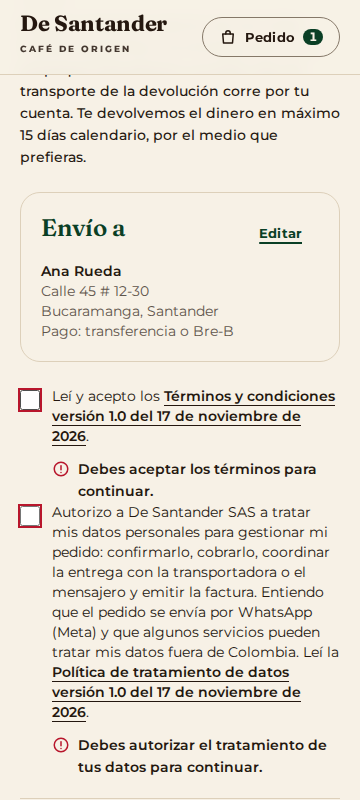 De Santander
CAFÉ DE ORIGEN
Pedido 1
transporte de la devolución corre por tu
cuenta. Te devolvemos el dinero en máximo
15 días calendario, por el medio que
prefieras.
Envío a
Editar
Ana Rueda
Calle 45 # 12-30
Bucaramanga, Santander
Pago: transferencia o Bre-B
Leí y acepto los Términos y condiciones
versión 1.0 del 17 de noviembre de
2026.
Debes aceptar los términos para
continuar.
Autorizo a De Santander SAS a tratar
mis datos personales para gestionar mi
pedido: confirmarlo, cobrarlo, coordinar
la entrega con la transportadora o el
mensajero y emitir la factura. Entiendo
que el pedido se envía por WhatsApp
(Meta) y que algunos servicios pueden
tratar mis datos fuera de Colombia. Leí la
Política de tratamiento de datos
versión 1.0 del 17 de noviembre de
2026.
Debes autorizar el tratamiento de
tus datos para continuar.